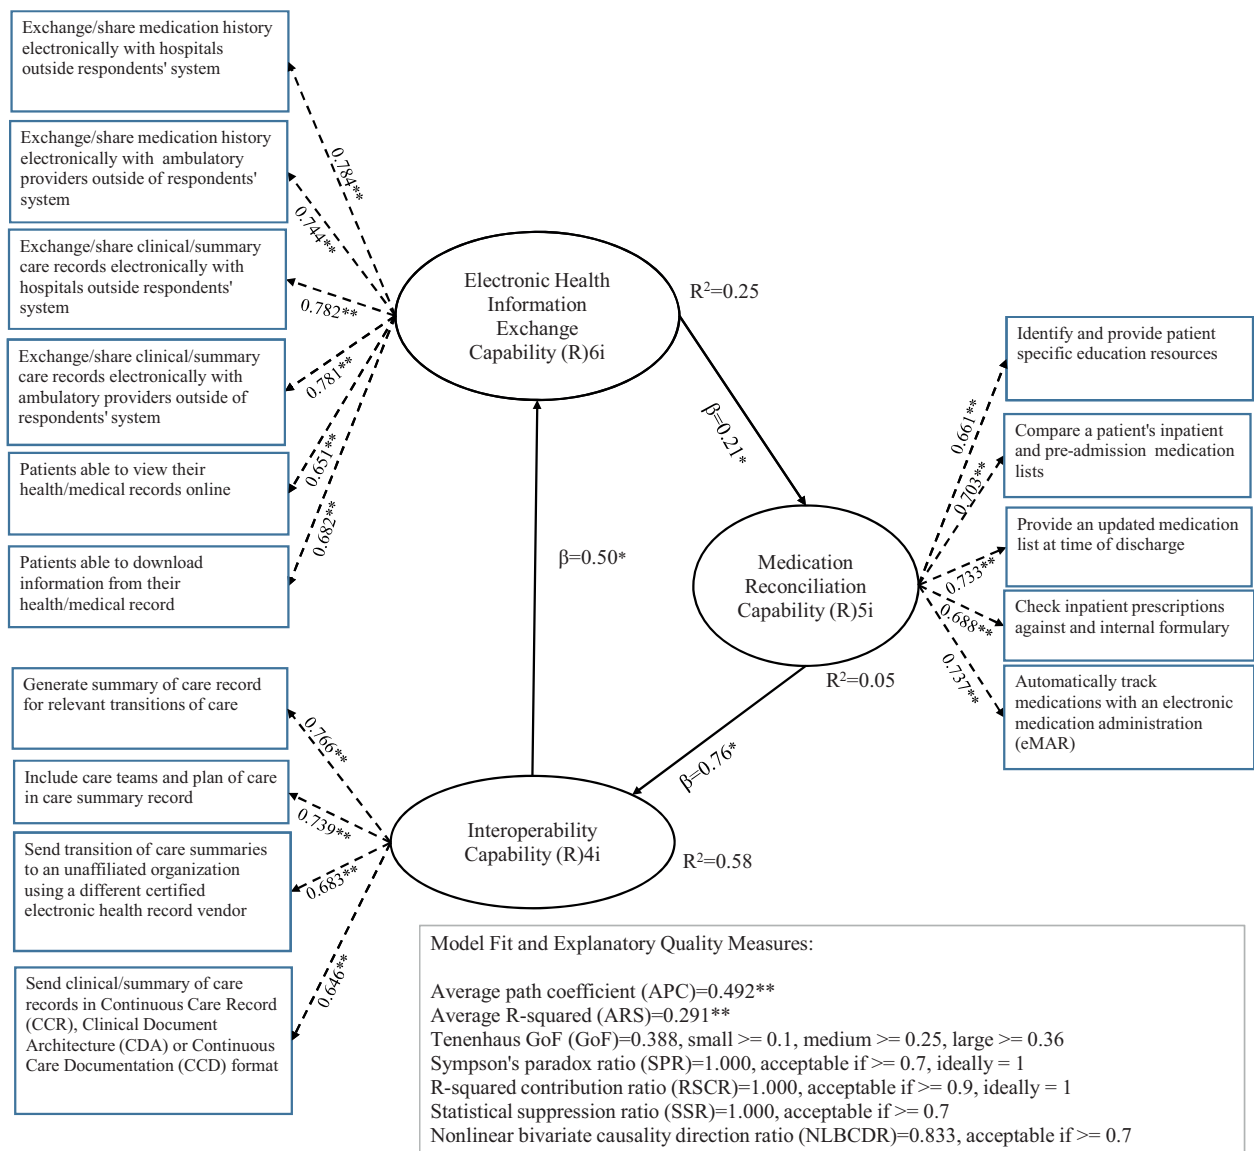 Exchange/share medication history
electronically with hospitals
outside respondents' system
0.784**
Exchange/share medication history
electronically with ambulatory
providers outside of respondents'
system
0.744**
Exchange/share clinical/summary
care records electronically with
hospitals outside respondents'
system
0.782**
Exchange/share clinical/summary
care records electronically with
ambulatory providers outside of
respondents' system
0.781**
Patients able to view their
health/medical records online
0.651**
Patients able to download
information from their
health/medical record
0.682**
Electronic Health
Information
Exchange
Capability (R)6i
R²=0.25
β=0.21*
β=0.50*
Medication
Reconciliation
Capability (R)5i
R²=0.05
β=0.76*
Identify and provide patient
specific education resources
0.661**
Compare a patient's inpatient
and pre-admission medication
lists
0.703**
Provide an updated medication
list at time of discharge
0.733**
Check inpatient prescriptions
against and internal formulary
0.688**
Automatically track
medications with an electronic
medication administration
(eMAR)
0.737**
Generate summary of care record
for relevant transitions of care
0.766**
Include care teams and plan of care
in care summary record
0.739**
Send transition of care summaries
to an unaffiliated organization
using a different certified
electronic health record vendor
0.683**
Send clinical/summary of care
records in Continuous Care Record
(CCR), Clinical Document
Architecture (CDA) or Continuous
Care Documentation (CCD) format
0.646**
Interoperability
Capability (R)4i
R²=0.58
Model Fit and Explanatory Quality Measures:
Average path coefficient (APC)=0.492**
Average R-squared (ARS)=0.291**
Tenenhaus GoF (GoF)=0.388, small >= 0.1, medium >= 0.25, large >= 0.36
Sympson's paradox ratio (SPR)=1.000, acceptable if >= 0.7, ideally = 1
R-squared contribution ratio (RSCR)=1.000, acceptable if >= 0.9, ideally = 1
Statistical suppression ratio (SSR)=1.000, acceptable if >= 0.7
Nonlinear bivariate causality direction ratio (NLBCDR)=0.833, acceptable if >= 0.7